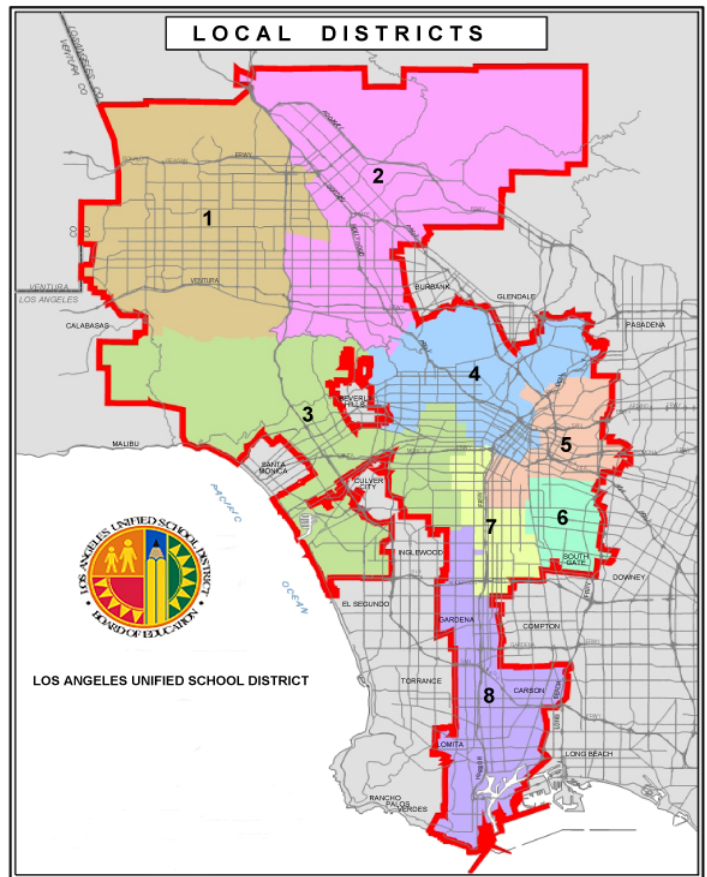 LOCAL DISTRICTS
LOS ANGELES CO
VENTURA CO
2
1
VENTURA
LOS ANGELES
VENTURA
BURBANK
GLENDALE
CALABASAS
PASADENA
4
BEVERLY
HILLS
3
5
MALIBU
SANTA
MONICA
CULVER
CITY
PACIFIC
OCEAN
7
6
INGLEWOOD
SOUTH
GATE
DOWNEY
LOS ANGELES UNIFIED SCHOOL DISTRICT
BOARD OF EDUCATION
EL SEGUNDO
GARDENA
COMPTON
LOS ANGELES UNIFIED SCHOOL DISTRICT
TORRANCE
8
CARSON
LOMITA
LONG BEACH
RANCHO
PALOS
VERDES